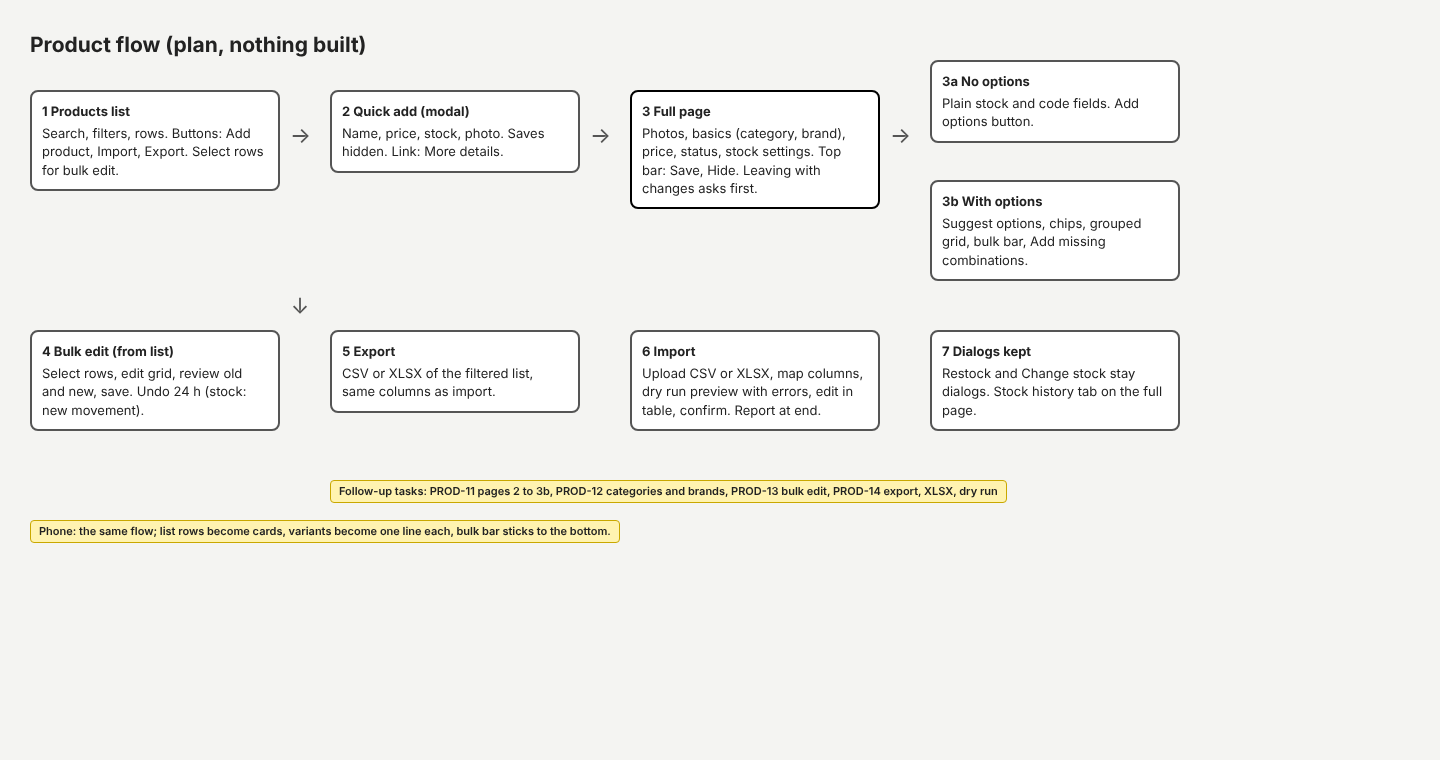 Product flow (plan, nothing built)
1 Products list
Search, filters, rows. Buttons: Add
product, Import, Export. Select rows
for bulk edit.
→
2 Quick add (modal)
Name, price, stock, photo. Saves
hidden. Link: More details.
→
3 Full page
Photos, basics (category, brand),
price, status, stock settings. Top
bar: Save, Hide. Leaving with
changes asks first.
→
3a No options
Plain stock and code fields. Add
options button.
3b With options
Suggest options, chips, grouped
grid, bulk bar, Add missing
combinations.
↓
4 Bulk edit (from list)
Select rows, edit grid, review old
and new, save. Undo 24 h (stock:
new movement).
5 Export
CSV or XLSX of the filtered list,
same columns as import.
6 Import
Upload CSV or XLSX, map columns,
dry run preview with errors, edit in
table, confirm. Report at end.
7 Dialogs kept
Restock and Change stock stay
dialogs. Stock history tab on the full
page.
Follow-up tasks: PROD-11 pages 2 to 3b, PROD-12 categories and brands, PROD-13 bulk edit, PROD-14 export, XLSX, dry run
Phone: the same flow; list rows become cards, variants become one line each, bulk bar sticks to the bottom.